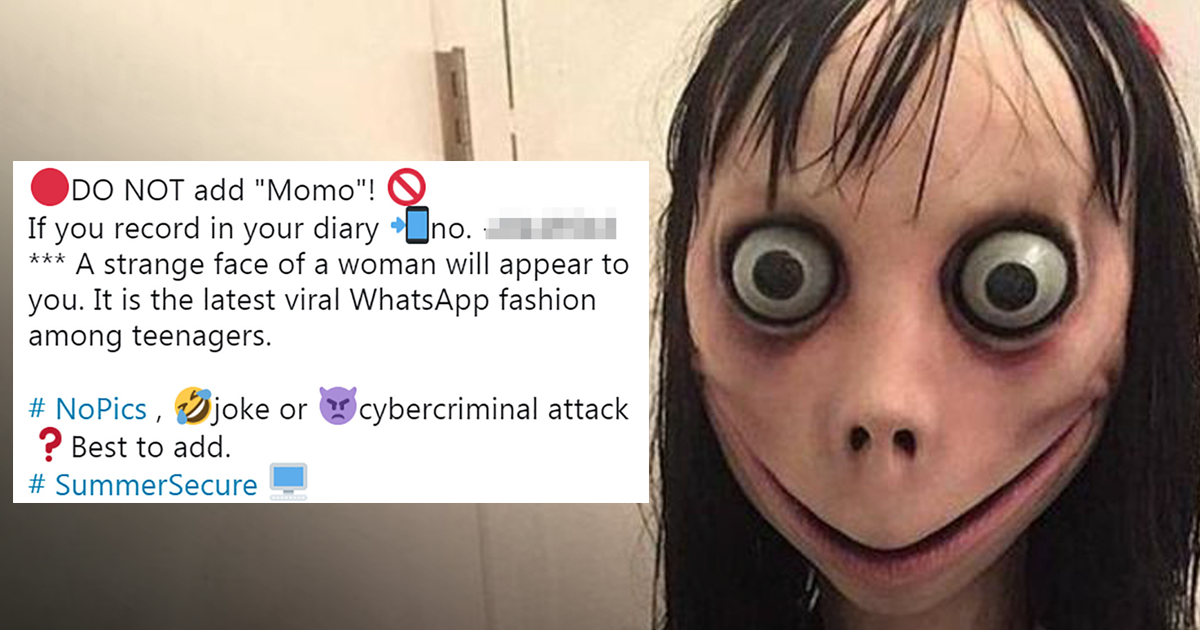 DO NOT add "Momo"!
If you record in your diary no.
*** A strange face of a woman will appear to
you. It is the latest viral WhatsApp fashion
among teenagers.
# NoPics , joke or cybercriminal attack
Best to add.
# SummerSecure